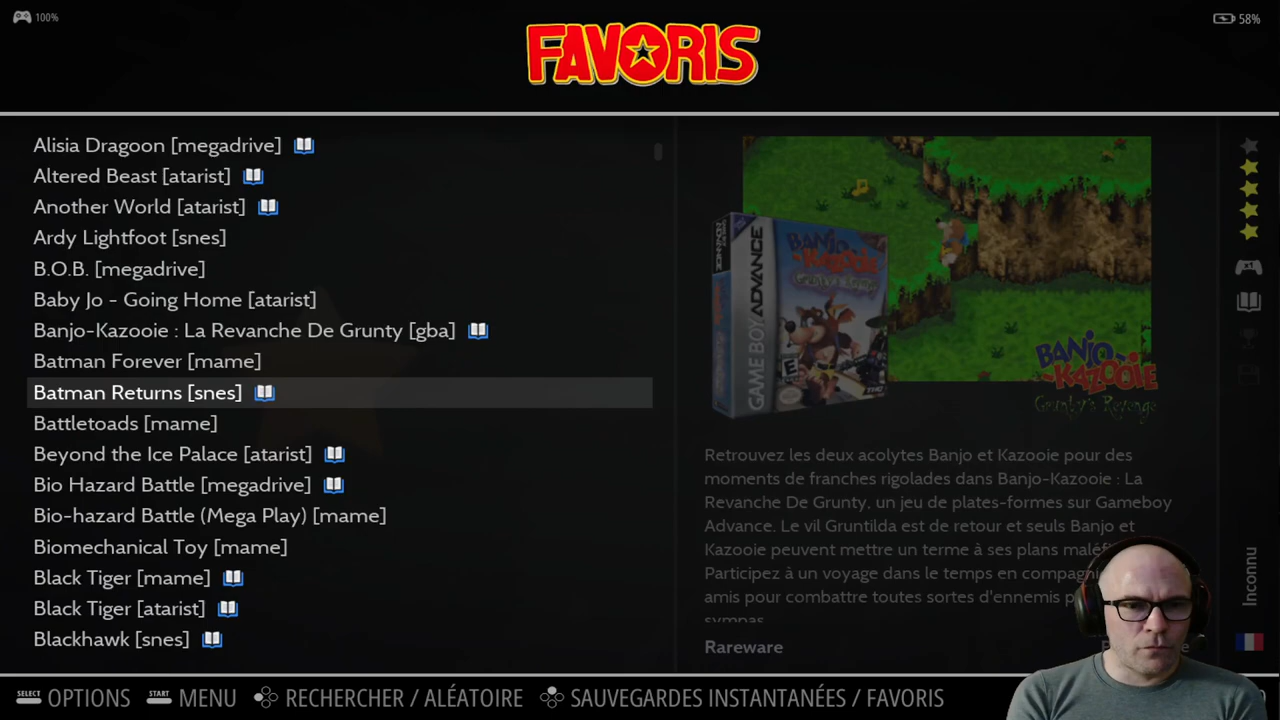 100%
58%
FAVORIS
Alisia Dragoon [megadrive]
Altered Beast [atarist]
Another World [atarist]
Ardy Lightfoot [snes]
B.O.B. [megadrive]
Baby Jo - Going Home [atarist]
Banjo-Kazooie : La Revanche De Grunty [gba]
Batman Forever [mame]
Batman Returns [snes]
Battletoads [mame]
Beyond the Ice Palace [atarist]
Bio Hazard Battle [megadrive]
Bio-hazard Battle (Mega Play) [mame]
Biomechanical Toy [mame]
Black Tiger [mame]
Black Tiger [atarist]
Blackhawk [snes]
GAME BOY ADVANCE
BANJO
KAZOOIE
Grunty's Revenge
E
BANJO
KAZOOIE
Grunty's Revenge
x1
Retrouvez les deux acolytes Banjo et Kazooie pour des
moments de franches rigolades dans Banjo-Kazooie : La
Revanche De Grunty, un jeu de plates-formes sur Gameboy
Advance. Le vil Gruntilda est de retour et seuls Banjo et
Kazooie peuvent mettre un terme à ses plans
Participez à un voyage dans le temps en
amis pour combattre toutes sortes d'ennemis
sympas.
Rareware
Inconnu
SELECT OPTIONS START MENU RECHERCHER / ALÉATOIRE SAUVEGARDES INSTANTANÉES / FAVORIS